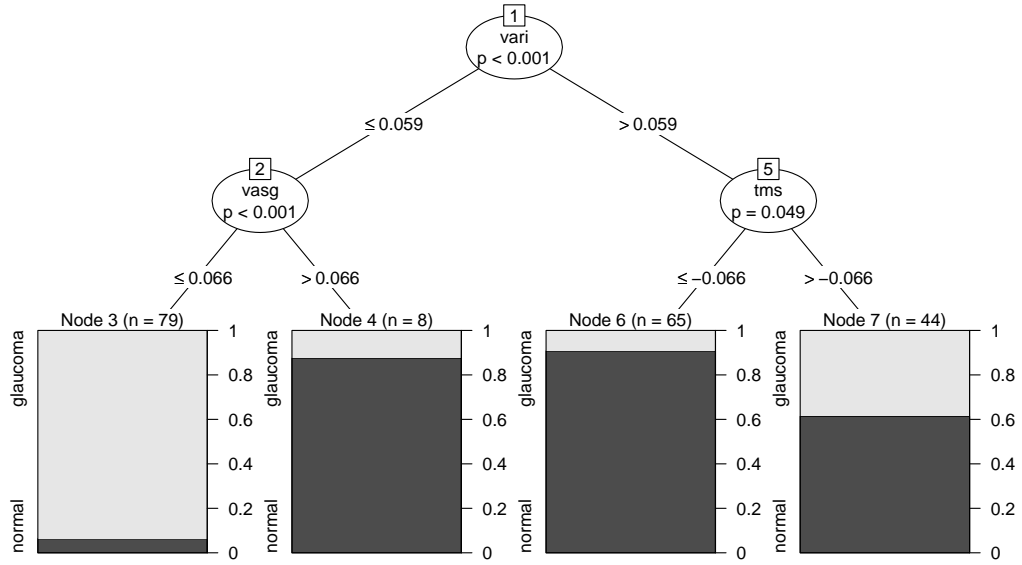 1
vari
p < 0.001
≤ 0.059
> 0.059
2
vasg
p < 0.001
5
tms
p = 0.049
≤ 0.066
> 0.066
≤ −0.066
> −0.066
Node 3 (n = 79)
glaucoma
normal
1
0.8
0.6
0.4
0.2
0
Node 4 (n = 8)
glaucoma
normal
1
0.8
0.6
0.4
0.2
0
Node 6 (n = 65)
glaucoma
normal
1
0.8
0.6
0.4
0.2
0
Node 7 (n = 44)
glaucoma
normal
1
0.8
0.6
0.4
0.2
0